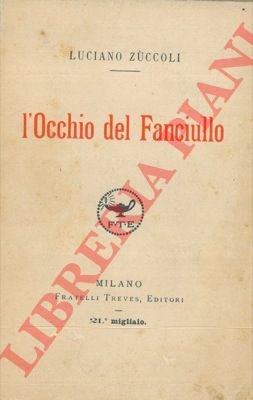 LUCIANO ZÙCCOLI
l'Occhio del Fanciullo
F·T·E
MILANO
FRATELLI TREVES, EDITORI
21.° migliaio.
LIBRERIA PIANI